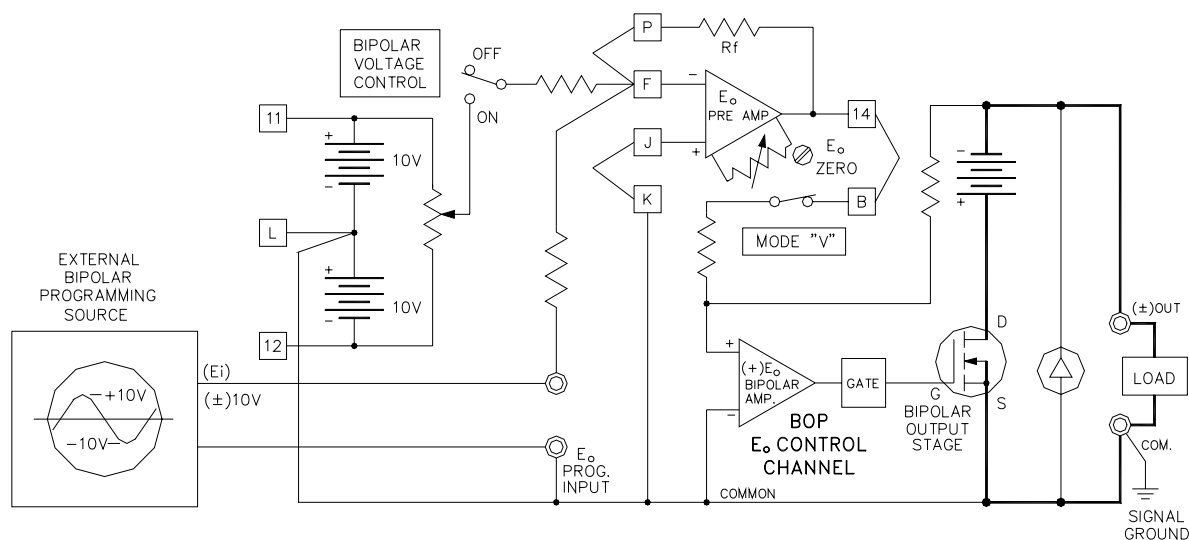 BIPOLAR
VOLTAGE
CONTROL
OFF
ON
P
Rf
F
−
Eo
PRE AMP
14
J
+
Eo
ZERO
K
B
MODE "V"
11
+
10V
−
L
+
10V
−
12
−
+
EXTERNAL
BIPOLAR
PROGRAMMING
SOURCE
+10V
−10V
(Ei)
(±)10V
Eo
PROG.
INPUT
+
(+)Eo
BIPOLAR
AMP.
−
GATE
BOP
Eo CONTROL
CHANNEL
D
G
S
BIPOLAR
OUTPUT
STAGE
(±)OUT
LOAD
COM.
COMMON
SIGNAL
GROUND